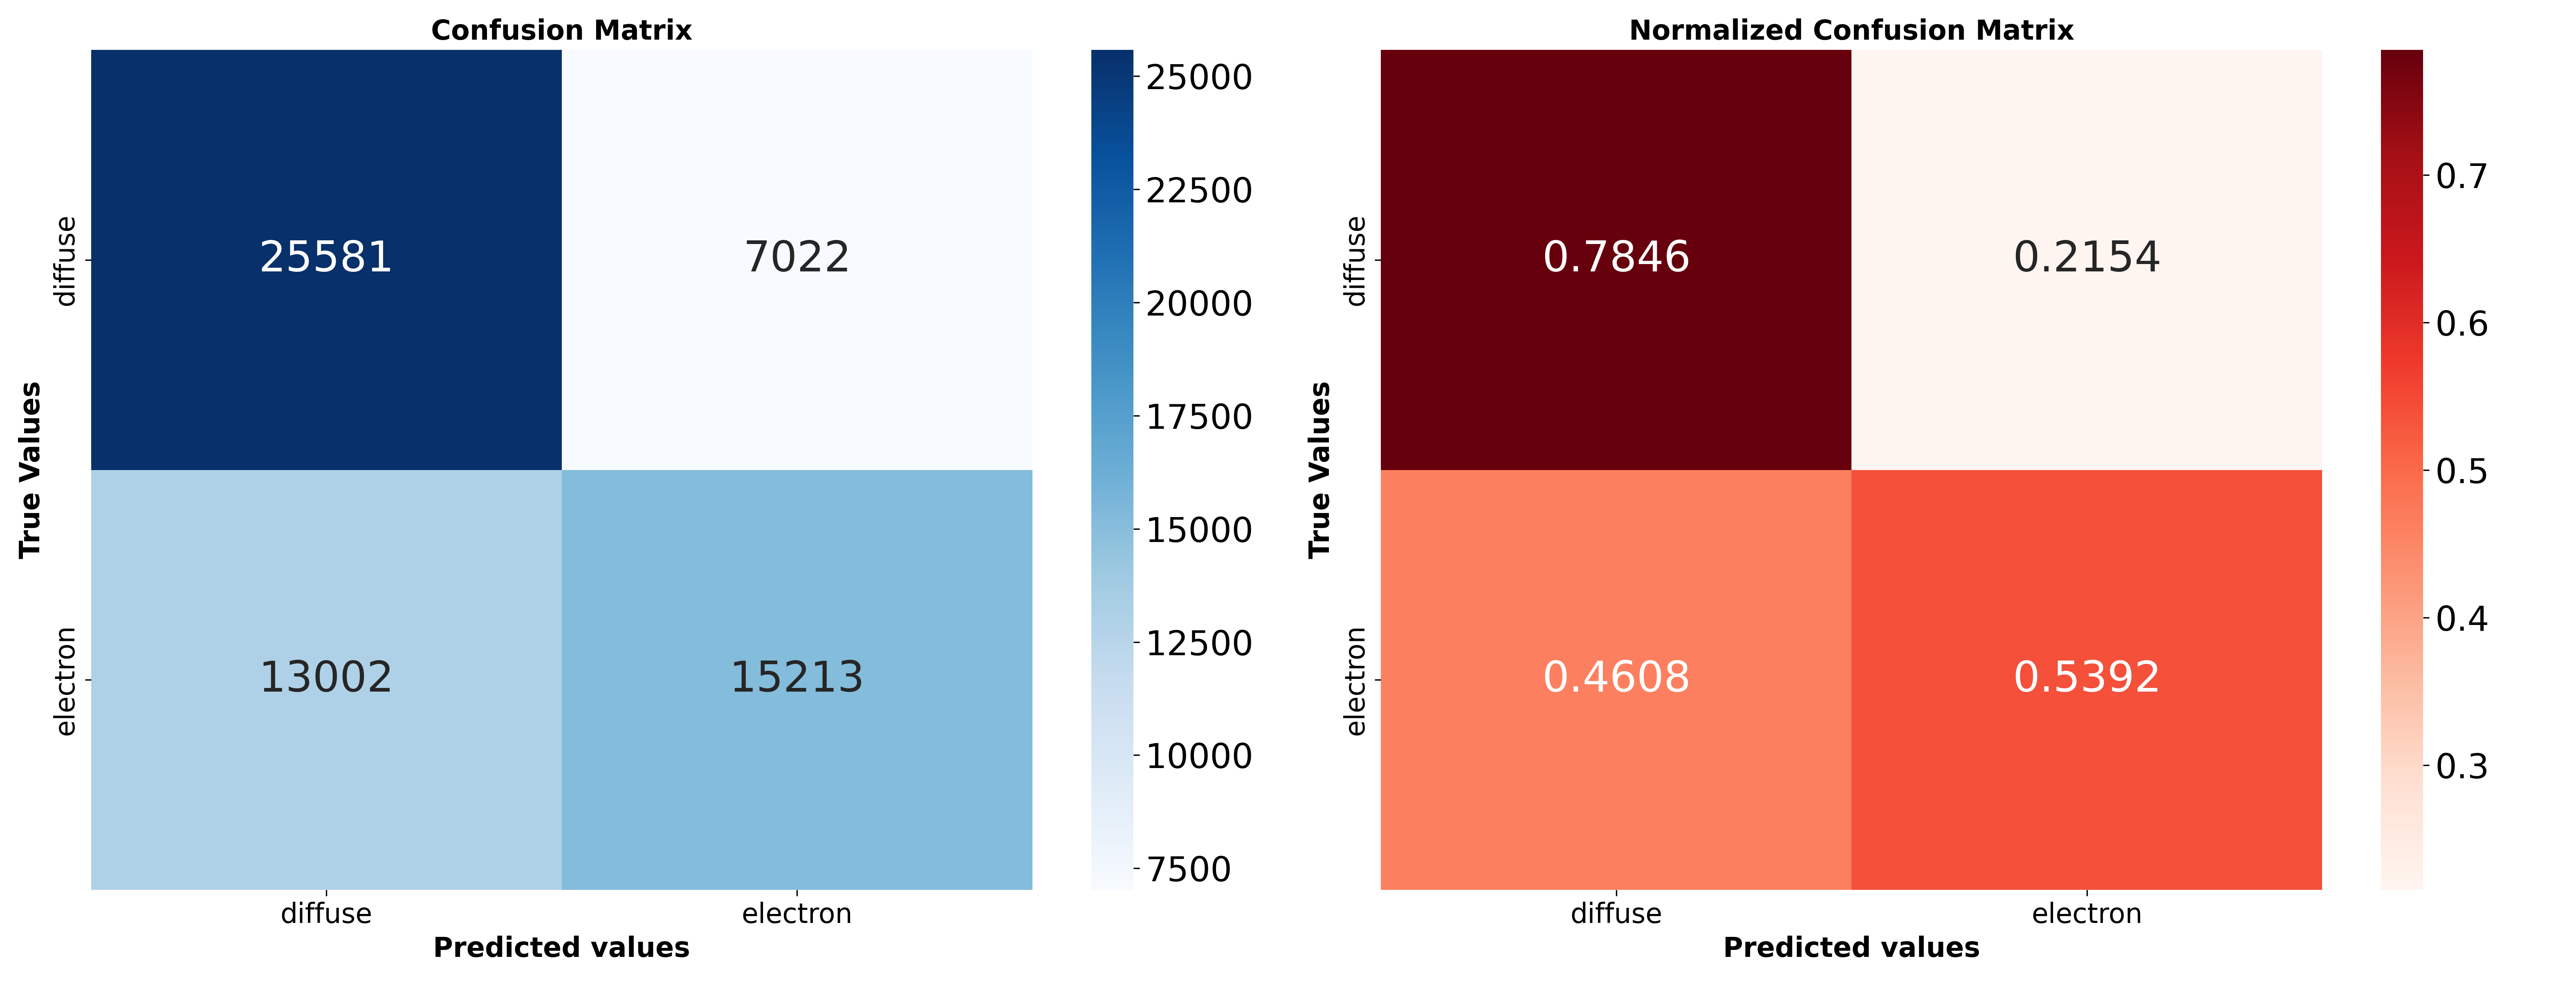 Confusion Matrix
25000
22500
20000
17500
15000
12500
10000
7500
diffuse
25581
7022
electron
13002
15213
True Values
diffuse
electron
Predicted values
Normalized Confusion Matrix
0.7
0.6
0.5
0.4
0.3
diffuse
0.7846
0.2154
electron
0.4608
0.5392
True Values
diffuse
electron
Predicted values